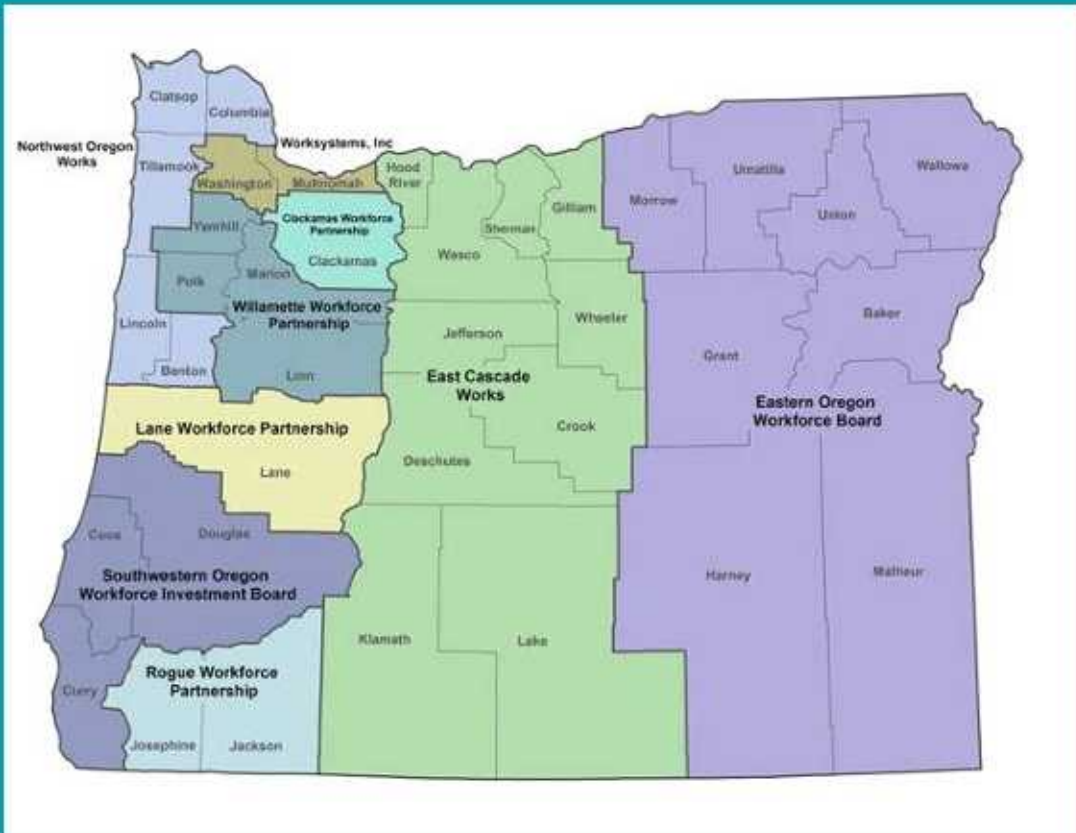 Clatsop
Columbia
Northwest Oregon
Works
Worksystems, Inc
Tillamook
Washington
Multnomah
Hood
River
Umatilla
Wallowa
Morrow
Gilliam
Union
Sherman
Yamhill
Clackamas Workforce
Partnership
Clackamas
Wasco
Marion
Polk
Willamette Workforce
Partnership
Lincoln
Jefferson
Wheeler
Baker
Grant
Benton
Linn
East Cascade
Works
Eastern Oregon
Workforce Board
Lane Workforce Partnership
Crook
Deschutes
Lane
Coos
Douglas
Southwestern Oregon
Workforce Investment Board
Harney
Malheur
Klamath
Lake
Rogue Workforce
Partnership
Curry
Josephine
Jackson